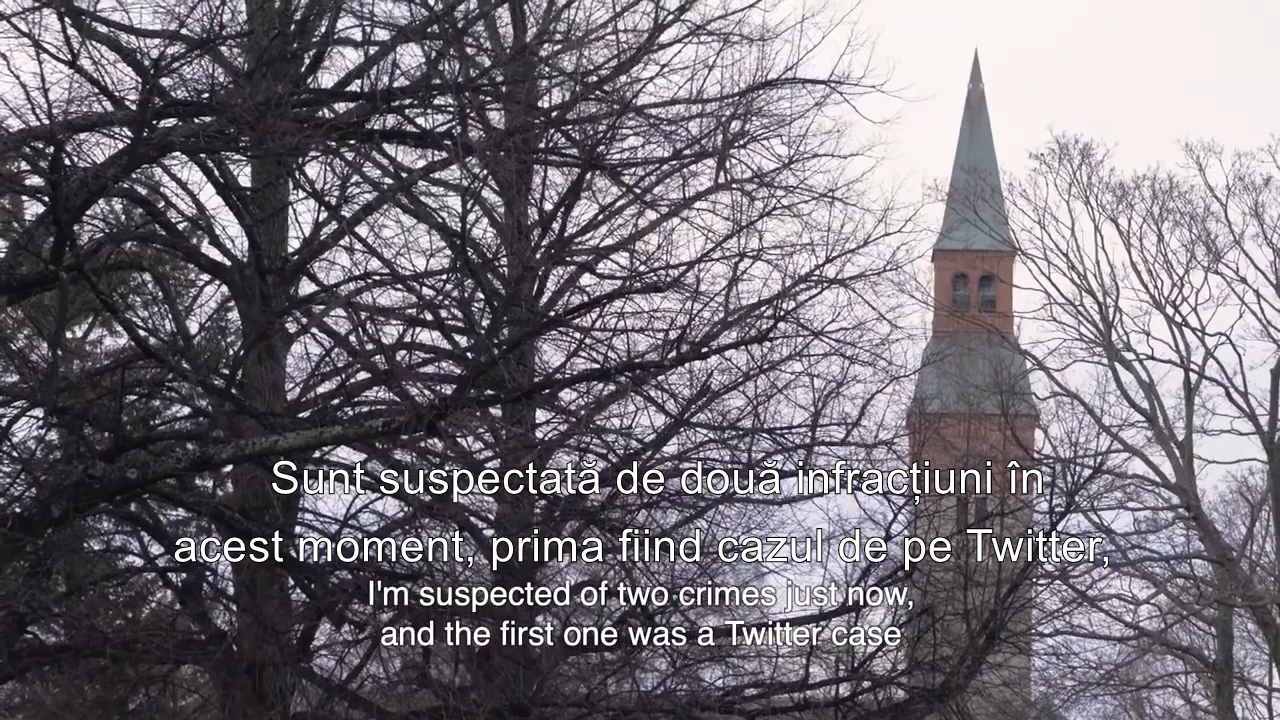 Sunt suspectată de două infracțiuni în
acest moment, prima fiind cazul de pe Twitter,
I'm suspected of two crimes just now,
and the first one was a Twitter case